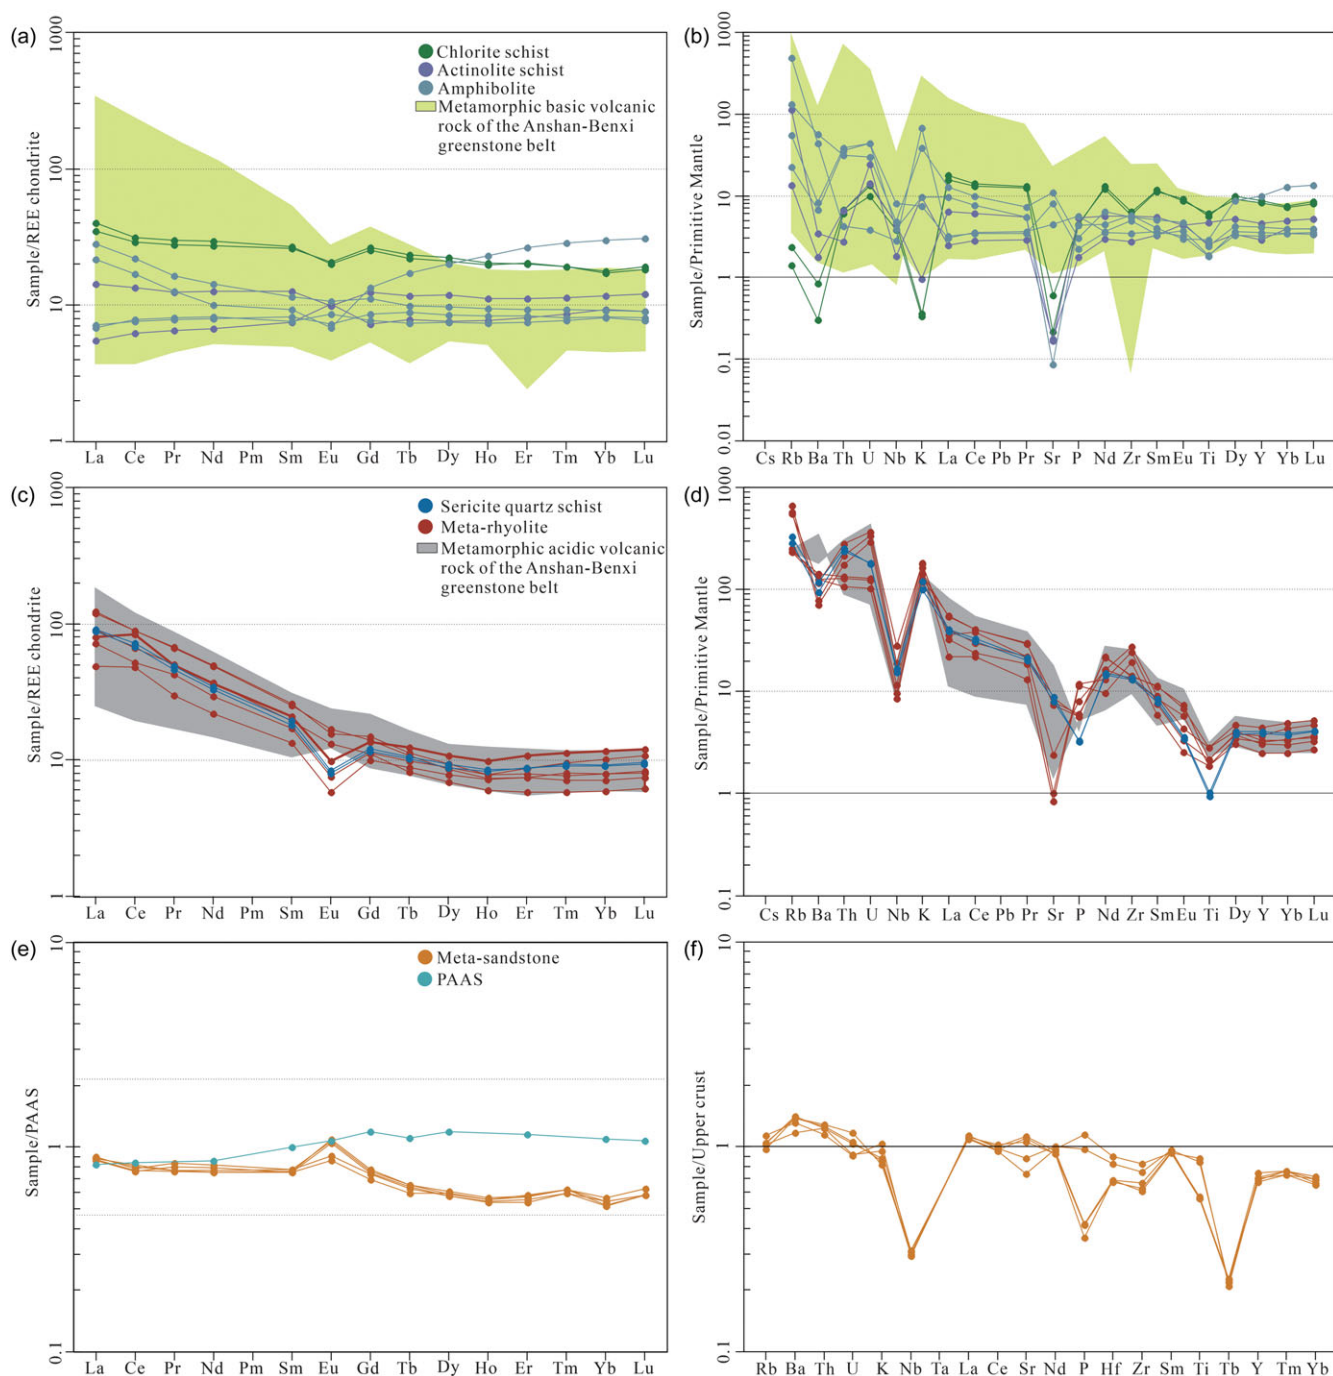 (a)
1000
100
10
1
Sample/REE chondrite
Chlorite schist
Actinolite schist
Amphibolite
Metamorphic basic volcanic
rock of the Anshan-Benxi
greenstone belt
La Ce Pr Nd Pm Sm Eu Gd Tb Dy Ho Er Tm Yb Lu
(b)
1000
100
10
1
0.1
0.01
Sample/Primitive Mantle
Cs Rb Ba Th U Nb K La Ce Pb Pr Sr P Nd Zr Sm Eu Ti Dy Y Yb Lu
(c)
1000
100
10
1
Sample/REE chondrite
Sericite quartz schist
Meta-rhyolite
Metamorphic acidic volcanic
rock of the Anshan-Benxi
greenstone belt
La Ce Pr Nd Pm Sm Eu Gd Tb Dy Ho Er Tm Yb Lu
(d)
1000
100
10
1
0.1
Sample/Primitive Mantle
Cs Rb Ba Th U Nb K La Ce Pb Pr Sr P Nd Zr Sm Eu Ti Dy Y Yb Lu
(e)
10
1
0.1
Sample/PAAS
Meta-sandstone
PAAS
La Ce Pr Nd Pm Sm Eu Gd Tb Dy Ho Er Tm Yb Lu
(f)
10
1
0.1
Sample/Upper crust
Rb Ba Th U K Nb Ta La Ce Sr Nd P Hf Zr Sm Ti Tb Y Tm Yb